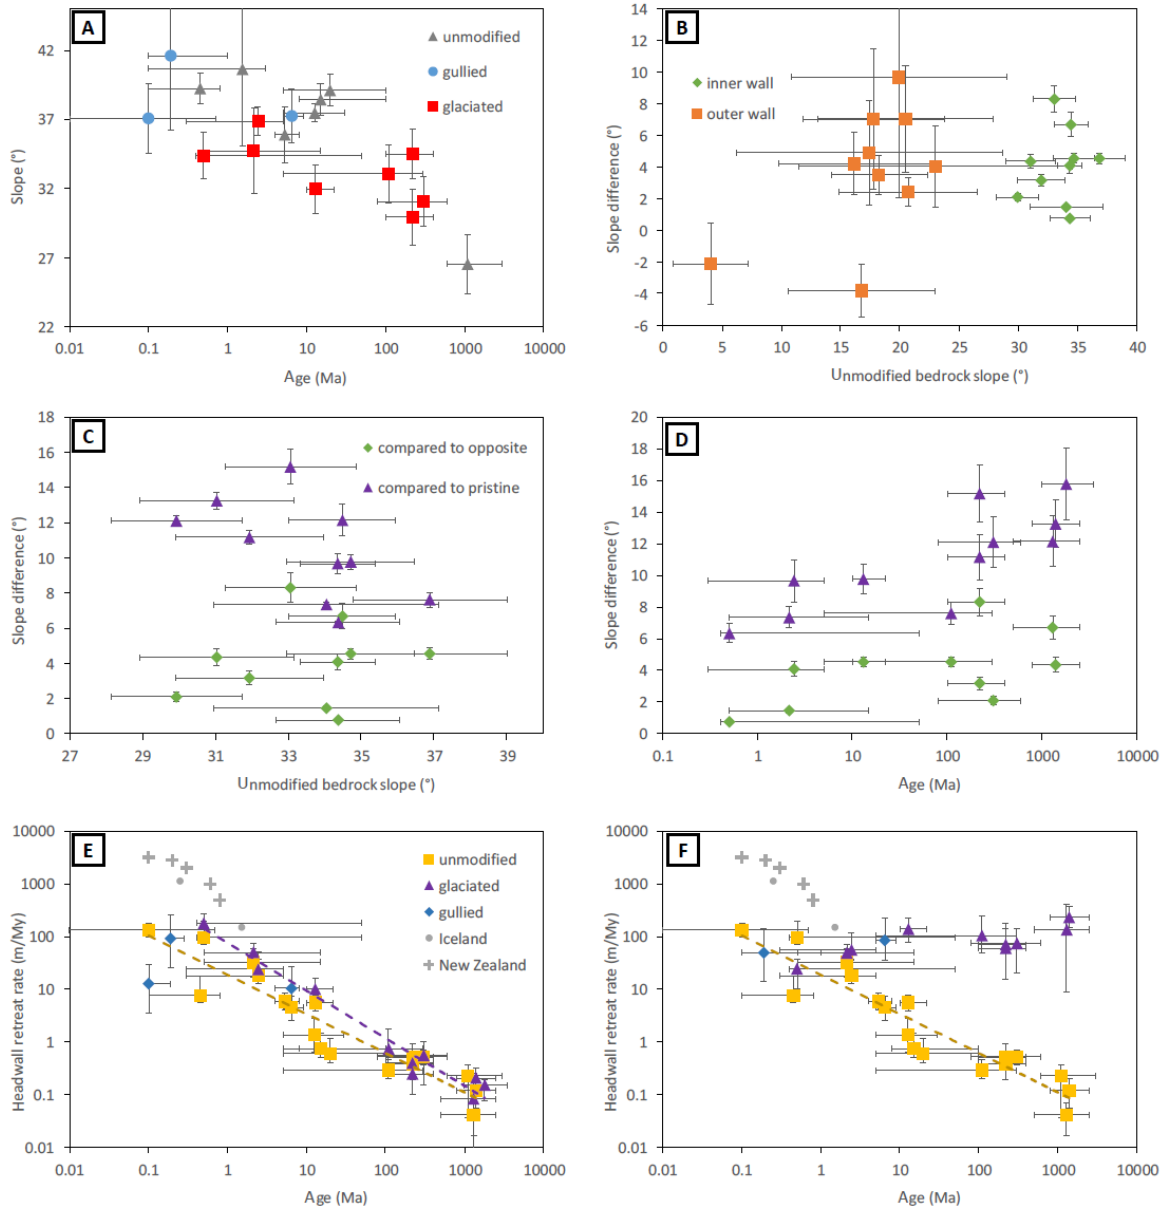 A
unmodified
gullied
glaciated
42
37
32
27
22
Slope (°)
0.01 0.1 1 10 100 1000 10000
Age (Ma)
B
inner wall
outer wall
14
12
10
8
6
4
2
0
-2
-4
-6
Slope difference (°)
0 5 10 15 20 25 30 35 40
Unmodified bedrock slope (°)
C
compared to opposite
compared to pristine
18
16
14
12
10
8
6
4
2
0
Slope difference (°)
27 29 31 33 35 37 39
Unmodified bedrock slope (°)
D
20
18
16
14
12
10
8
6
4
2
0
Slope difference (°)
0.1 1 10 100 1000 10000
Age (Ma)
E
unmodified
glaciated
gullied
Iceland
New Zealand
10000
1000
100
10
1
0.1
0.01
Headwall retreat rate (m/My)
0.01 0.1 1 10 100 1000 10000
Age (Ma)
F
10000
1000
100
10
1
0.1
0.01
Headwall retreat rate (m/My)
0.01 0.1 1 10 100 1000 10000
Age (Ma)